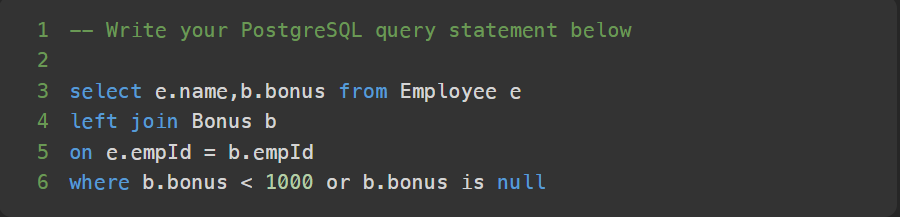 1 -- Write your PostgreSQL query statement below
2
3 select e.name,b.bonus from Employee e
4 left join Bonus b
5 on e.empId = b.empId
6 where b.bonus < 1000 or b.bonus is null